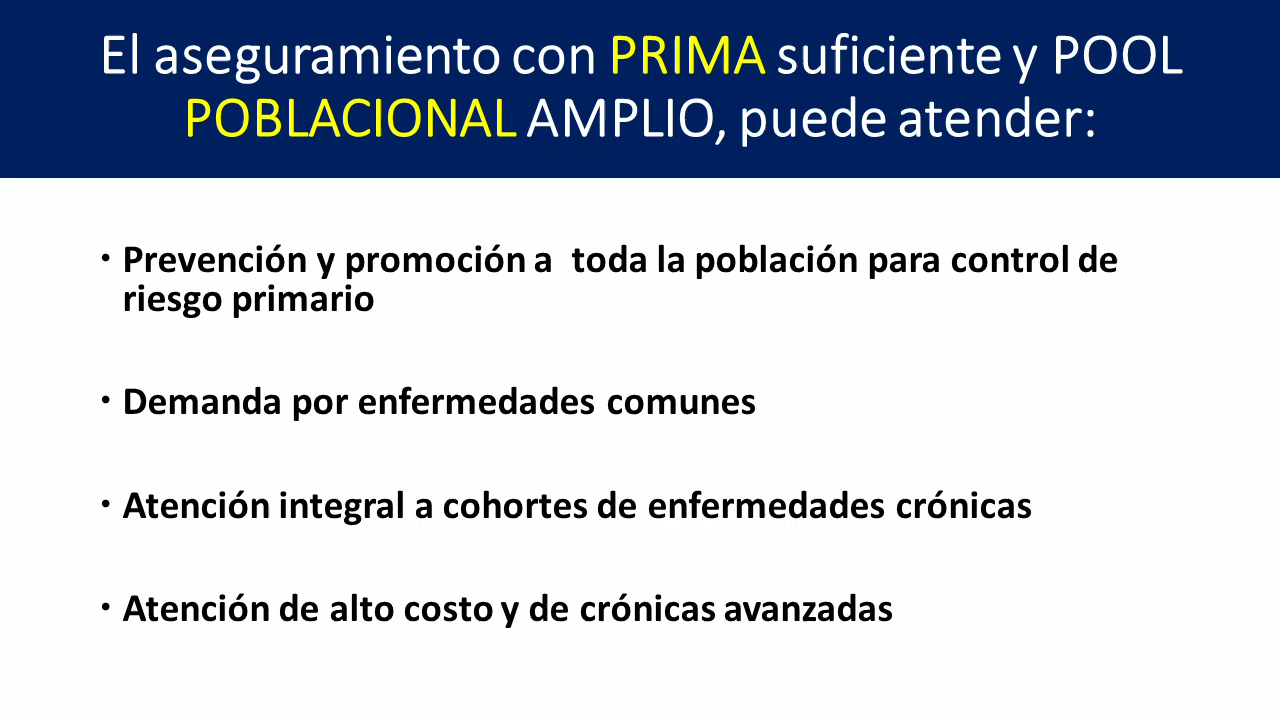 El aseguramiento con PRIMA suficiente y POOL
POBLACIONAL AMPLIO, puede atender:
• Prevención y promoción a  toda la población para control de
riesgo primario
• Demanda por enfermedades comunes
• Atención integral a cohortes de enfermedades crónicas
• Atención de alto costo y de crónicas avanzadas